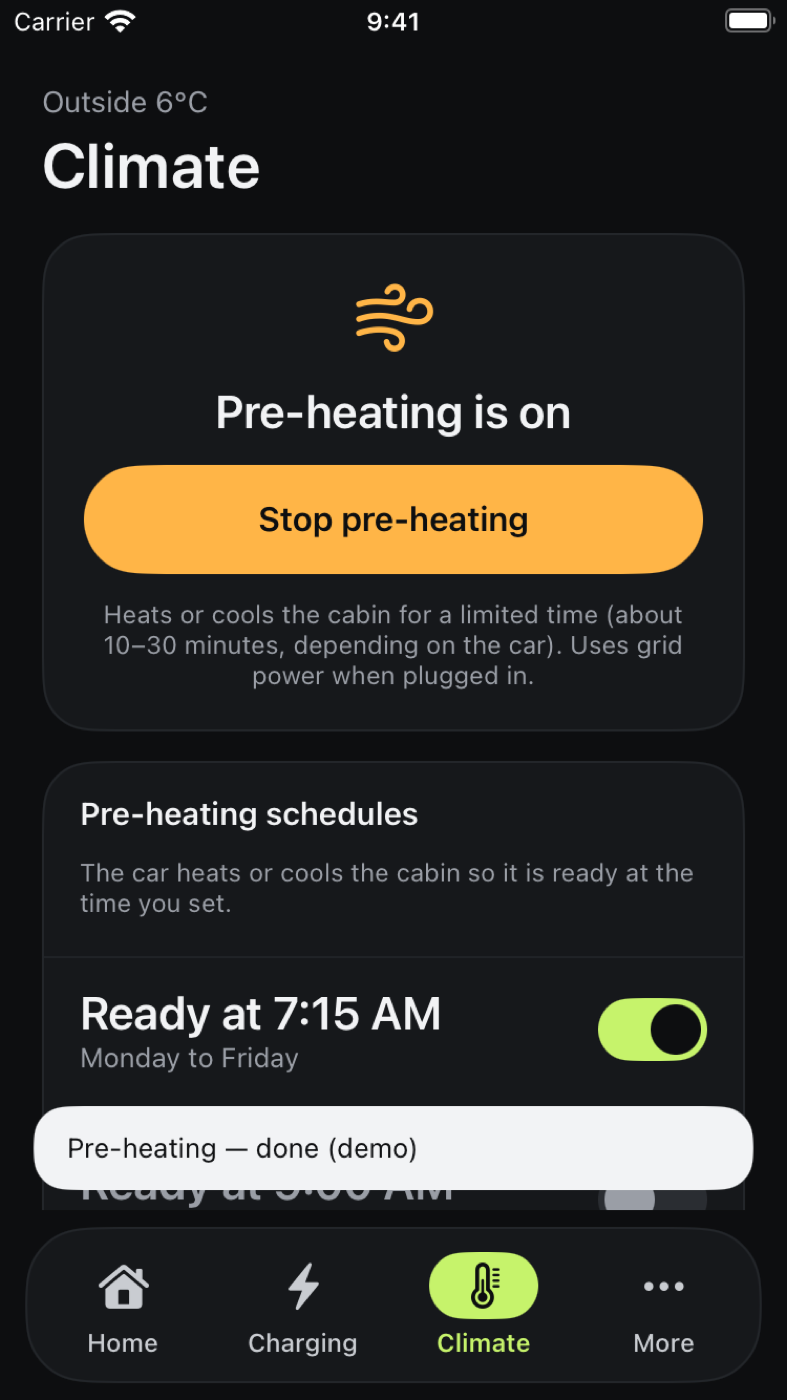 Carrier 9:41
Outside 6°C
Climate
Pre-heating is on
Stop pre-heating
Heats or cools the cabin for a limited time (about
10–30 minutes, depending on the car). Uses grid
power when plugged in.
Pre-heating schedules
The car heats or cools the cabin so it is ready at the
time you set.
Ready at 7:15 AM
Monday to Friday
Pre-heating — done (demo)
Ready at AM
Home Charging Climate More